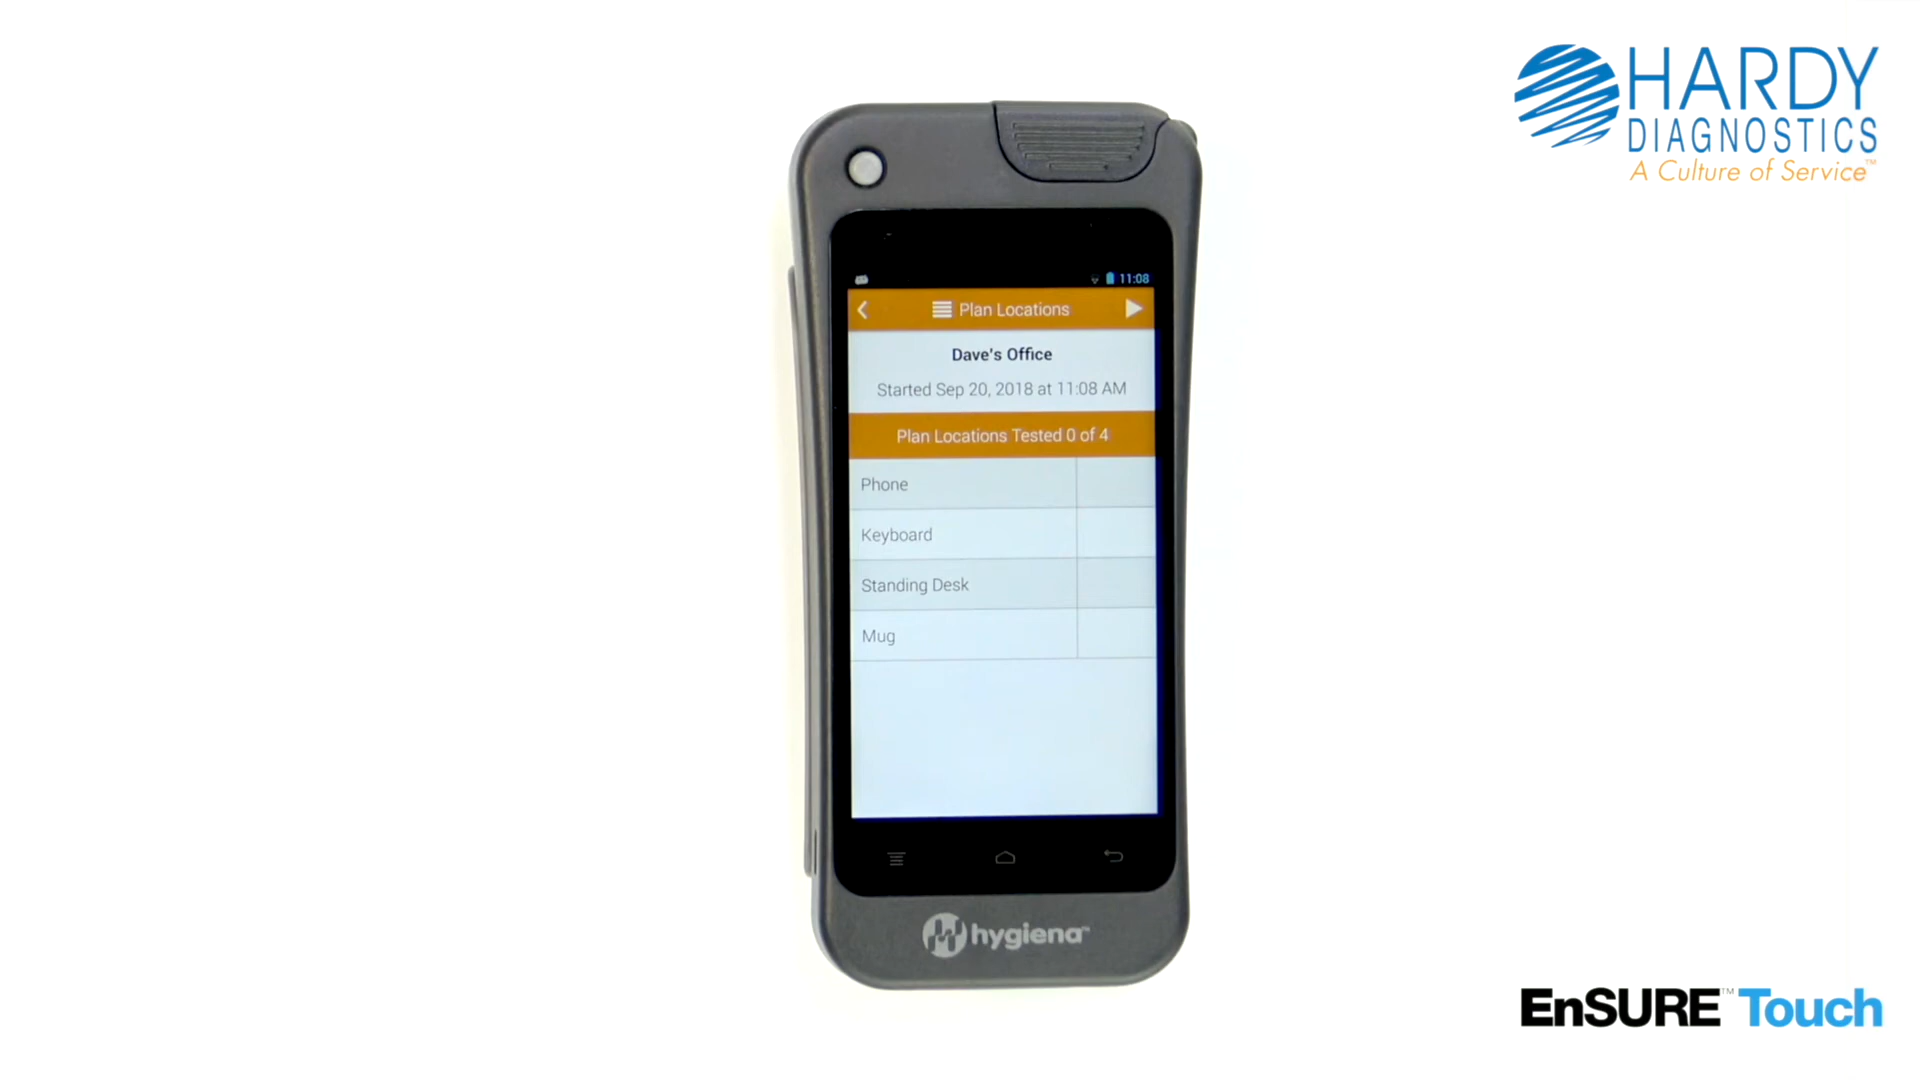 HARDY
DIAGNOSTICS
A Culture of Service™
11:08
Plan Locations
Dave's Office
Started Sep 20, 2018 at 11:08 AM
Plan Locations Tested 0 of 4
Phone
Keyboard
Standing Desk
Mug
hygiena™
EnSURE™ Touch